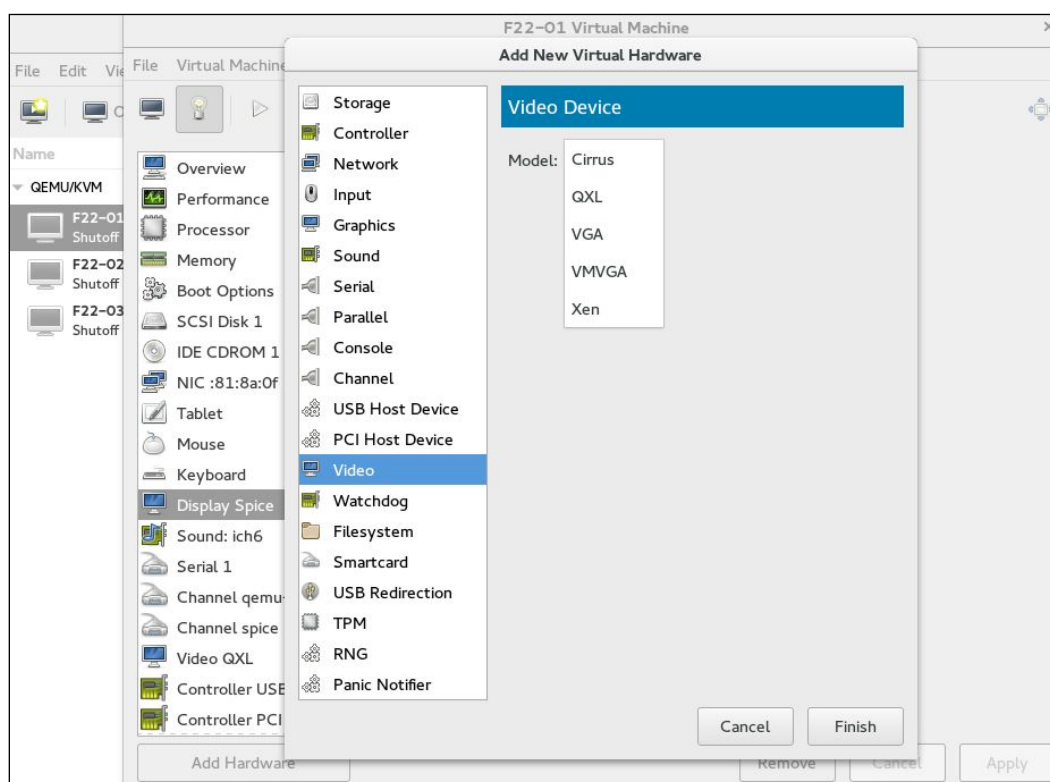 F22-01 Virtual Machine
Add New Virtual Hardware
File Edit
File Virtual Machine
Name
QEMU/KVM
F22-01
Shutoff
F22-02
Shutoff
F22-03
Shutoff
Overview
Performance
Processor
Memory
Boot Options
SCSI Disk 1
IDE CDROM 1
NIC :81:8a:0f
Tablet
Mouse
Keyboard
Display Spice
Sound: ich6
Serial 1
Channel qemu-
Channel spice
Video QXL
Controller USB
Controller PCI
Add Hardware
Storage
Controller
Network
Input
Graphics
Sound
Serial
Parallel
Console
Channel
USB Host Device
PCI Host Device
Video
Watchdog
Filesystem
Smartcard
USB Redirection
TPM
RNG
Panic Notifier
Video Device
Model: Cirrus
QXL
VGA
VMVGA
Xen
Cancel Finish
Remove Cancel Apply